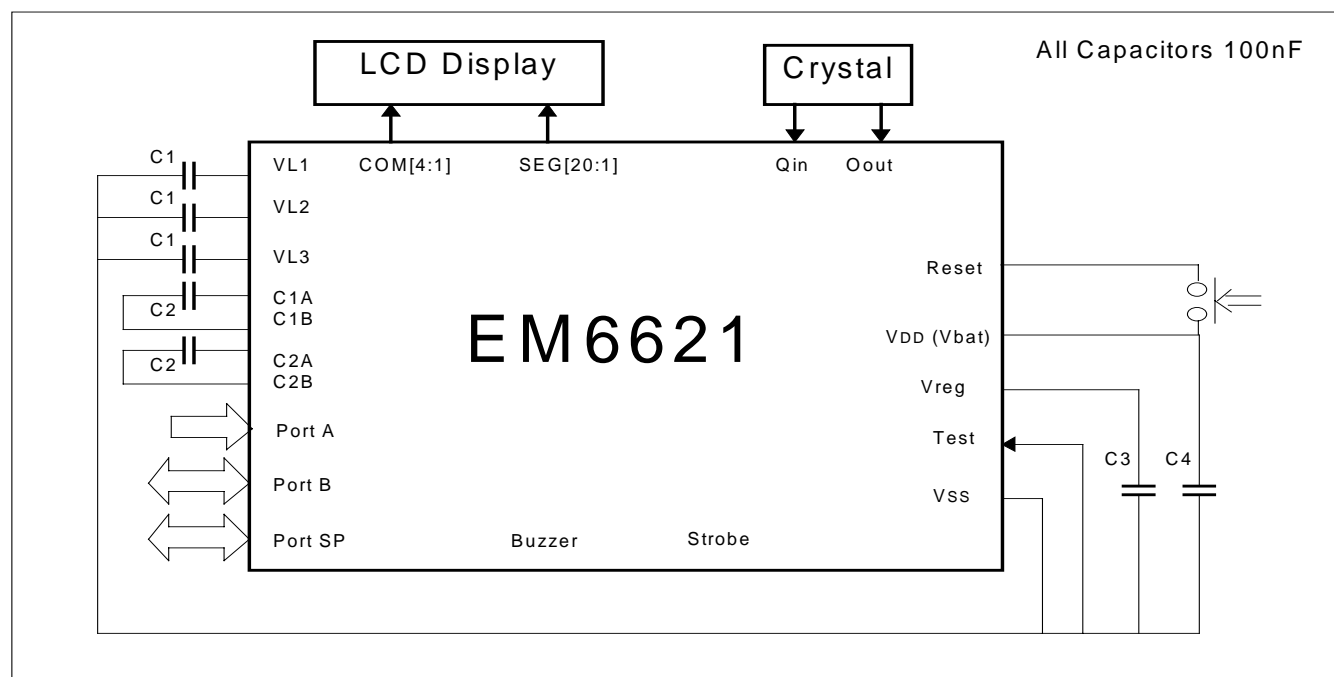 LCD Display
Crystal
All Capacitors 100nF
C1
VL1
COM[4:1]
SEG[20:1]
Qin
Oout
C1
VL2
C1
VL3
Reset
C1A
C2
C1B
EM6621
VDD (Vbat)
C2A
C2
C2B
Vreg
Port A
Test
C3
C4
Port B
VSS
Port SP
Buzzer
Strobe